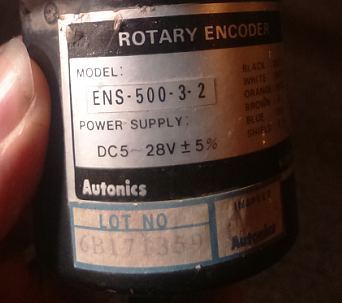 ROTARY ENCODER
MODEL:
ENS-500-3-2
POWER SUPPLY:
DC5~28V±5%
BLACK
WHITE
ORANGE
BROWN
BLUE
SHIELD
Autonics
LOT NO
Autonics